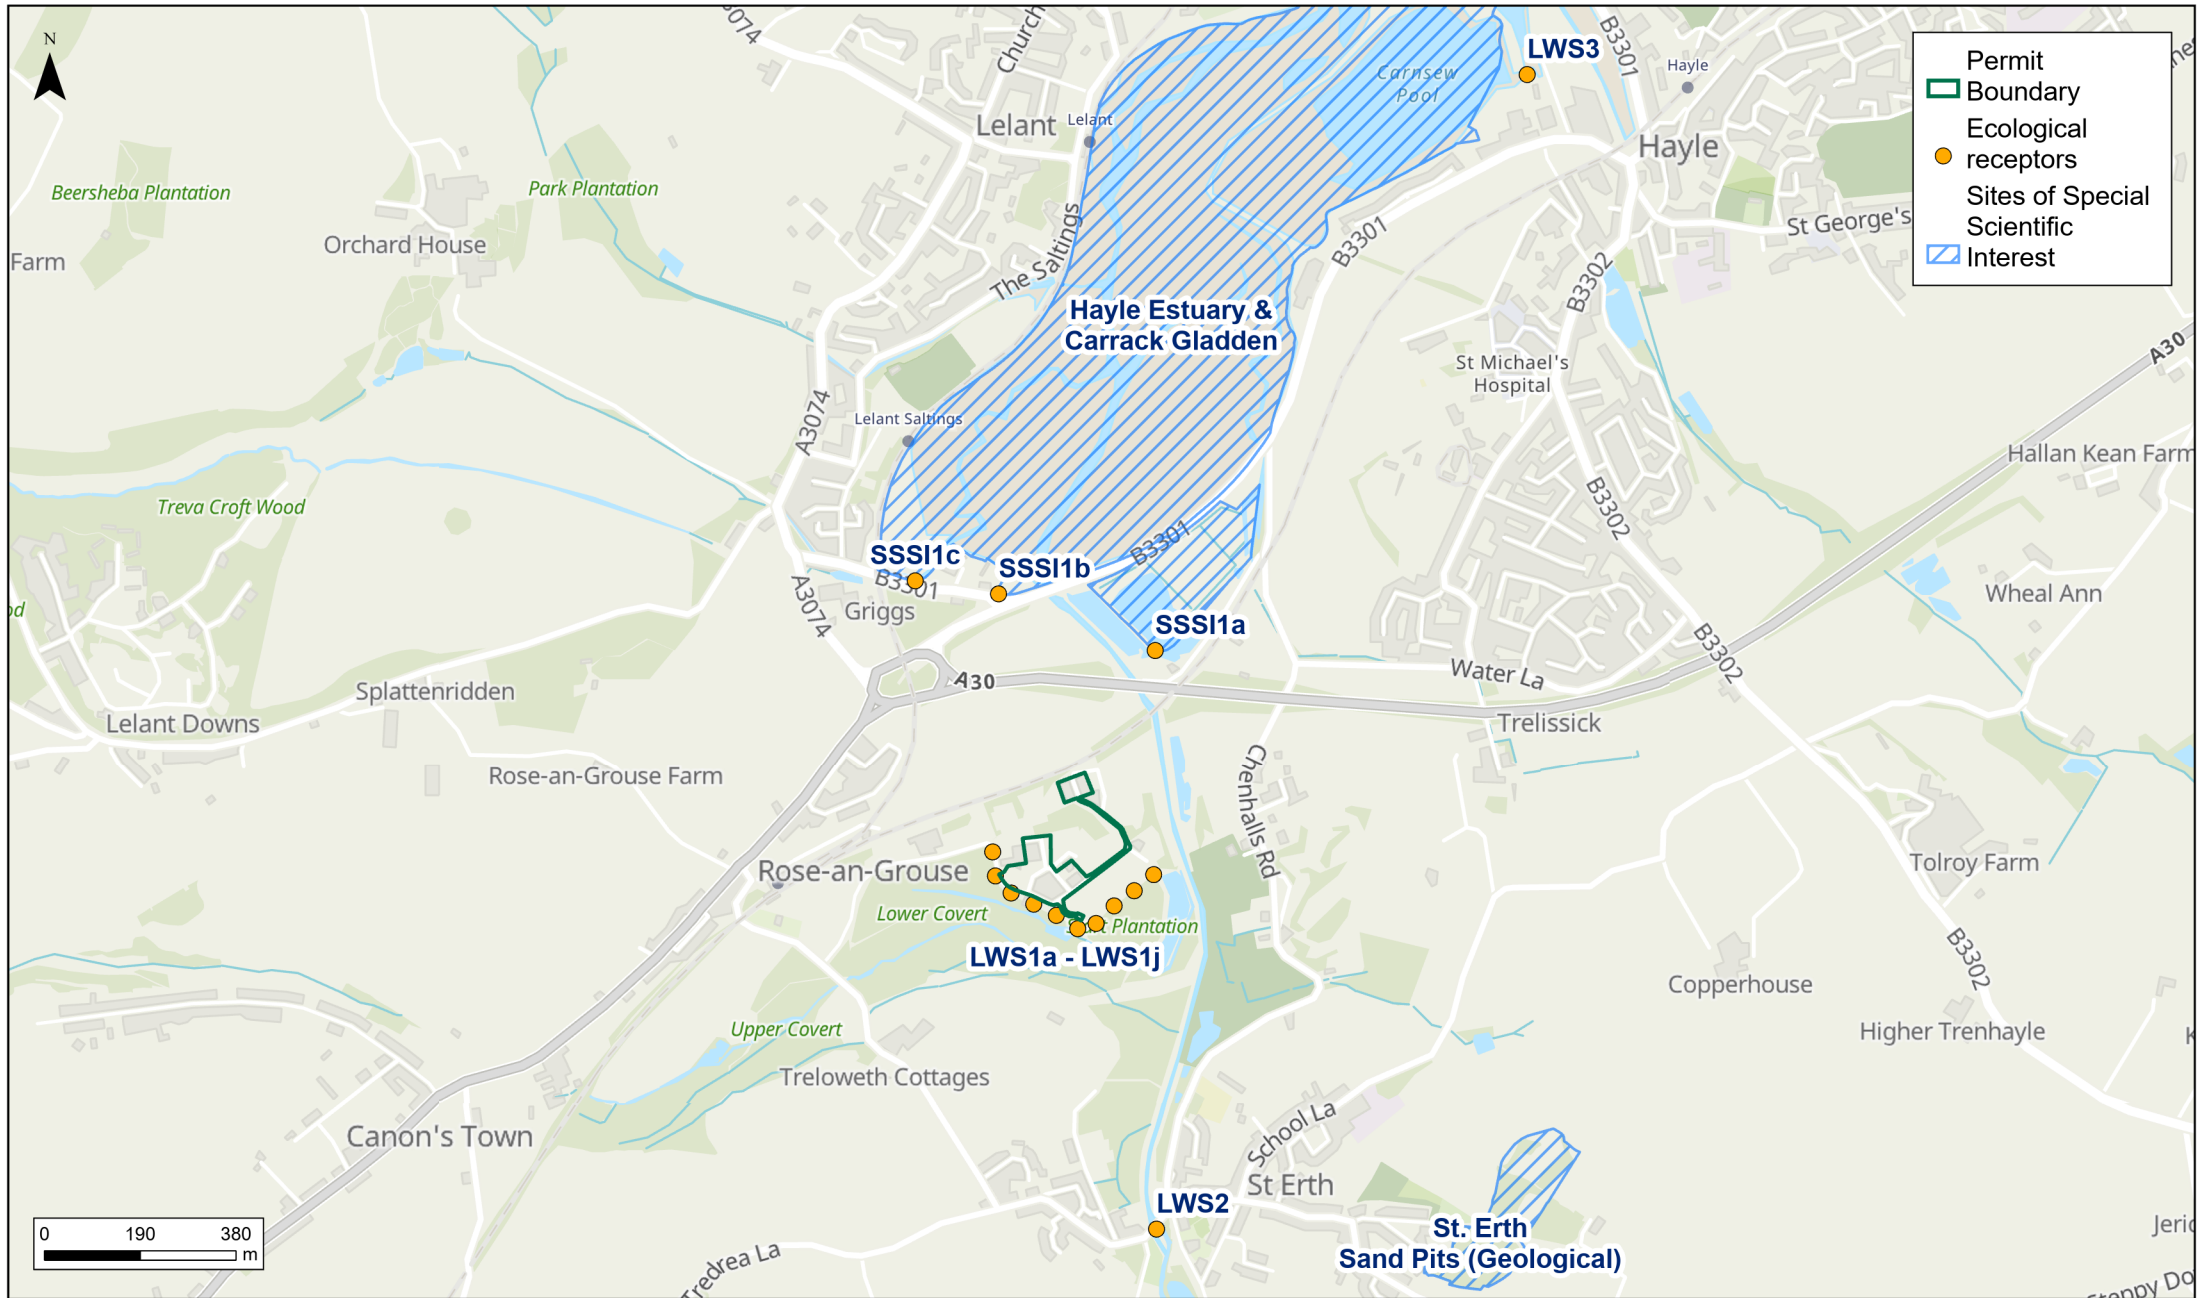 N
3074
Church
LWS3
B3301
Hayle
Permit
Boundary
Ecological
receptors
Sites of Special
Scientific
Interest
Carnsew
Pool
Lelant
Lelant
Hayle
Beersheba Plantation
Park Plantation
Orchard House
Farm
The Saltings
B3301
St George's
B3302
Hayle Estuary &
Carrack Gladden
A30
St Michael's
Hospital
A3074
Lelant Saltings
Hallan Kean Farm
Treva Croft Wood
B3302
B3301
SSSI1c
SSSI1b
B3301
A3074
Griggs
Wheal Ann
SSSI1a
B3302
Water La
A30
Splattenridden
Lelant Downs
Trelissick
Rose-an-Grouse Farm
Chenhalls Rd
Rose-an-Grouse
Tolroy Farm
Lower Covert
Plantation
LWS1a - LWS1j
B3302
Copperhouse
Upper Covert
Higher Trenhayle
Treloweth Cottages
Canon's Town
School La
St Erth
LWS2
St. Erth
Sand Pits (Geological)
0 190 380
m
Tredrea La